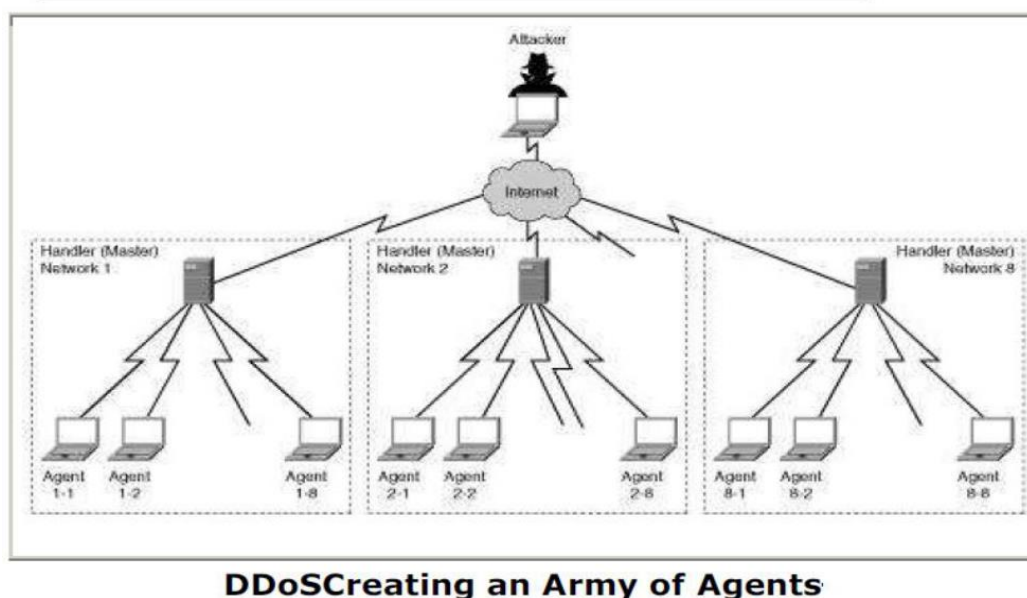 Attacker
Internet
Handler (Master)
Network 1
Handler (Master)
Network 2
Handler (Master)
Network 8
Agent
1-1
Agent
1-2
Agent
1-8
Agent
2-1
Agent
2-2
Agent
2-8
Agent
8-1
Agent
8-2
Agent
8-8
DDoSCreating an Army of Agents